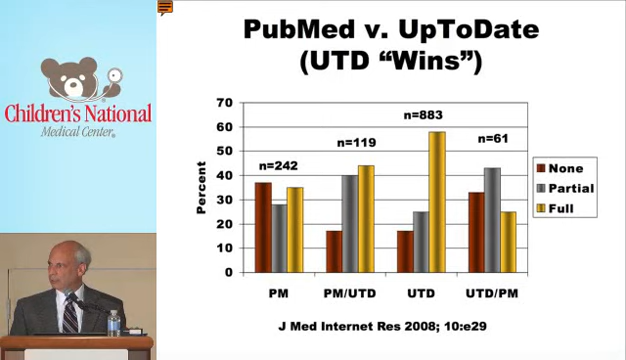 PubMed v. UpToDate
(UTD “Wins”)
Children's National
Medical Center®
70
60
50
40
30
20
10
0
Percent
n=242
n=119
n=883
n=61
None
Partial
Full
PM
PM/UTD
UTD
UTD/PM
J Med Internet Res 2008; 10:e29